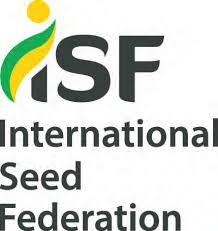 iSF
International
Seed
Federation